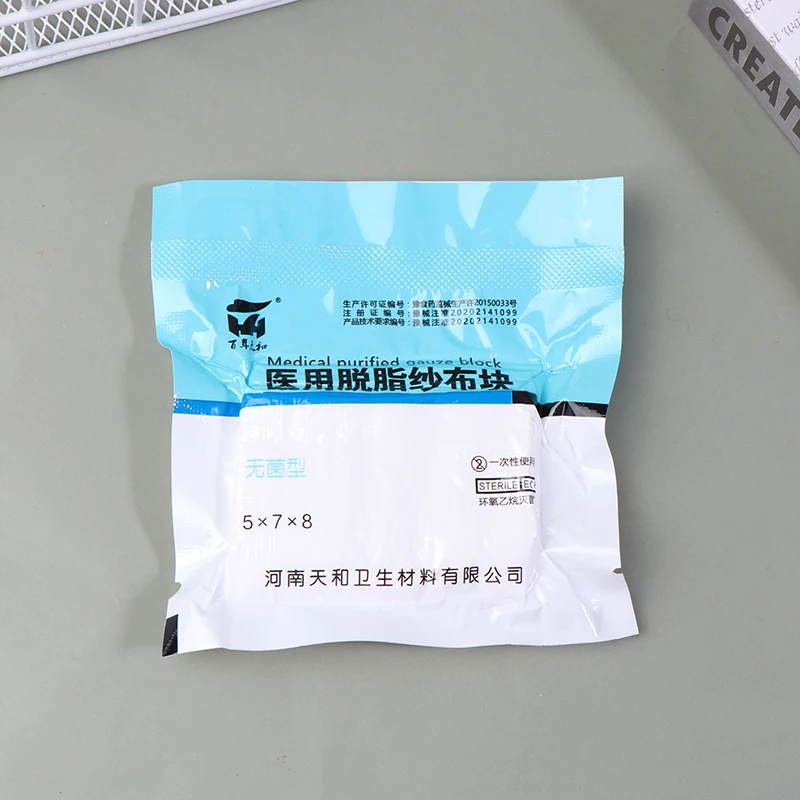 CREATE
生产许可证编号：豫食药监械生产许20150033号
注册证编号：豫械注准20202141099
产品技术要求编号：豫械注准20202141099
®
百尊天和
Medical purified gauze block
医用脱脂纱布块
无菌型
② 一次性使用
STERILE EO
环氧乙烷灭菌
5×7×8
河南天和卫生材料有限公司